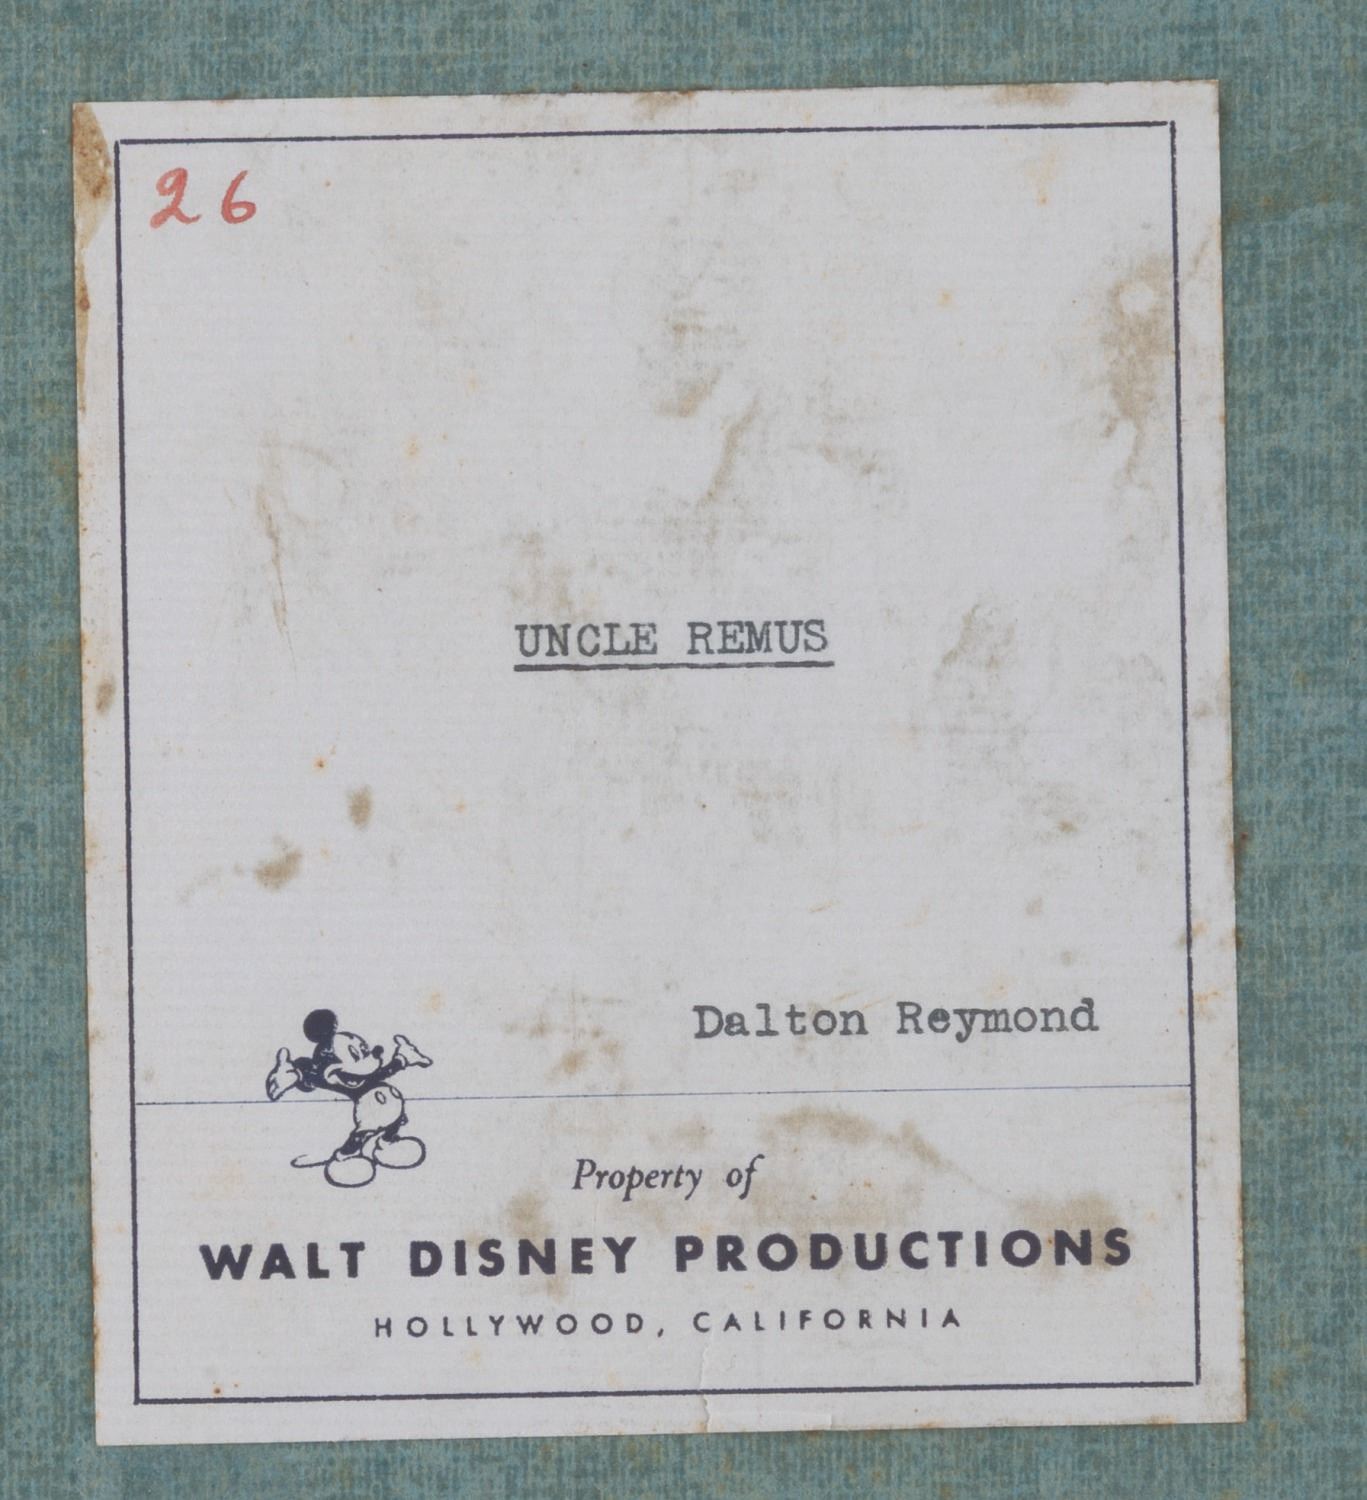 26
UNCLE REMUS
Dalton Reymond
Property of
WALT DISNEY PRODUCTIONS
HOLLYWOOD, CALIFORNIA